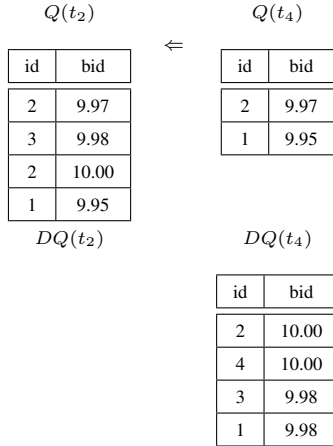 Q(t₂) ⇐ Q(t₄)
id bid
2 9.97
3 9.98
2 10.00
1 9.95
id bid
2 9.97
1 9.95
DQ(t₂)
DQ(t₄)
id bid
2 10.00
4 10.00
3 9.98
1 9.98